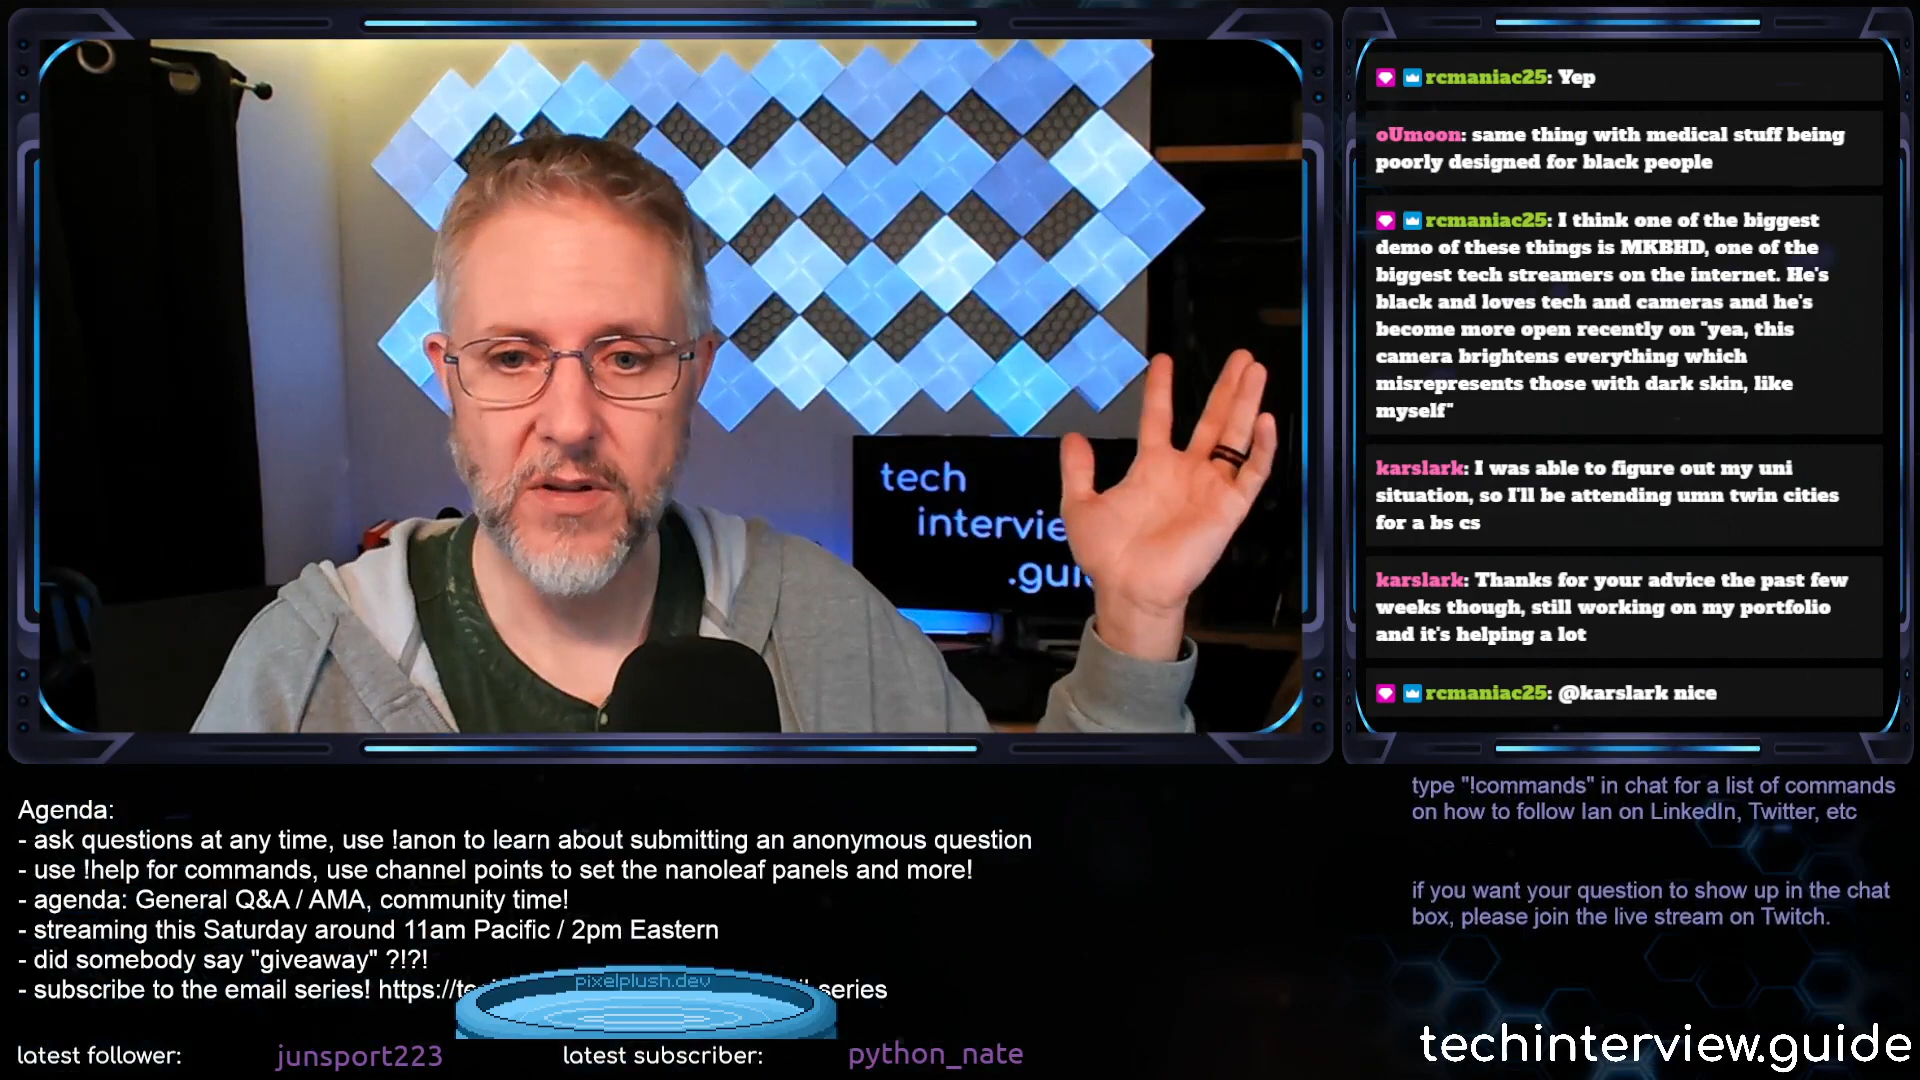 tech
intervie
.gui
rcmaniac25: Yep
oUmoon: same thing with medical stuff being
poorly designed for black people
rcmaniac25: I think one of the biggest
demo of these things is MKBHD, one of the
biggest tech streamers on the internet. He's
black and loves tech and cameras and he's
become more open recently on "yea, this
camera brightens everything which
misrepresents those with dark skin, like
myself"
karslark: I was able to figure out my uni
situation, so I'll be attending umn twin cities
for a bs cs
karslark: Thanks for your advice the past few
weeks though, still working on my portfolio
and it's helping a lot
rcmaniac25: @karslark nice
Agenda:
- ask questions at any time, use !anon to learn about submitting an anonymous question
- use !help for commands, use channel points to set the nanoleaf panels and more!
- agenda: General Q&A / AMA, community time!
- streaming this Saturday around 11am Pacific / 2pm Eastern
- did somebody say "giveaway" ?!?!
- subscribe to the email series! https://te series
pixelplush.dev
latest follower: junsport223 latest subscriber: python_nate
type "!commands" in chat for a list of commands
on how to follow Ian on LinkedIn, Twitter, etc
if you want your question to show up in the chat
box, please join the live stream on Twitch.
techinterview.guide